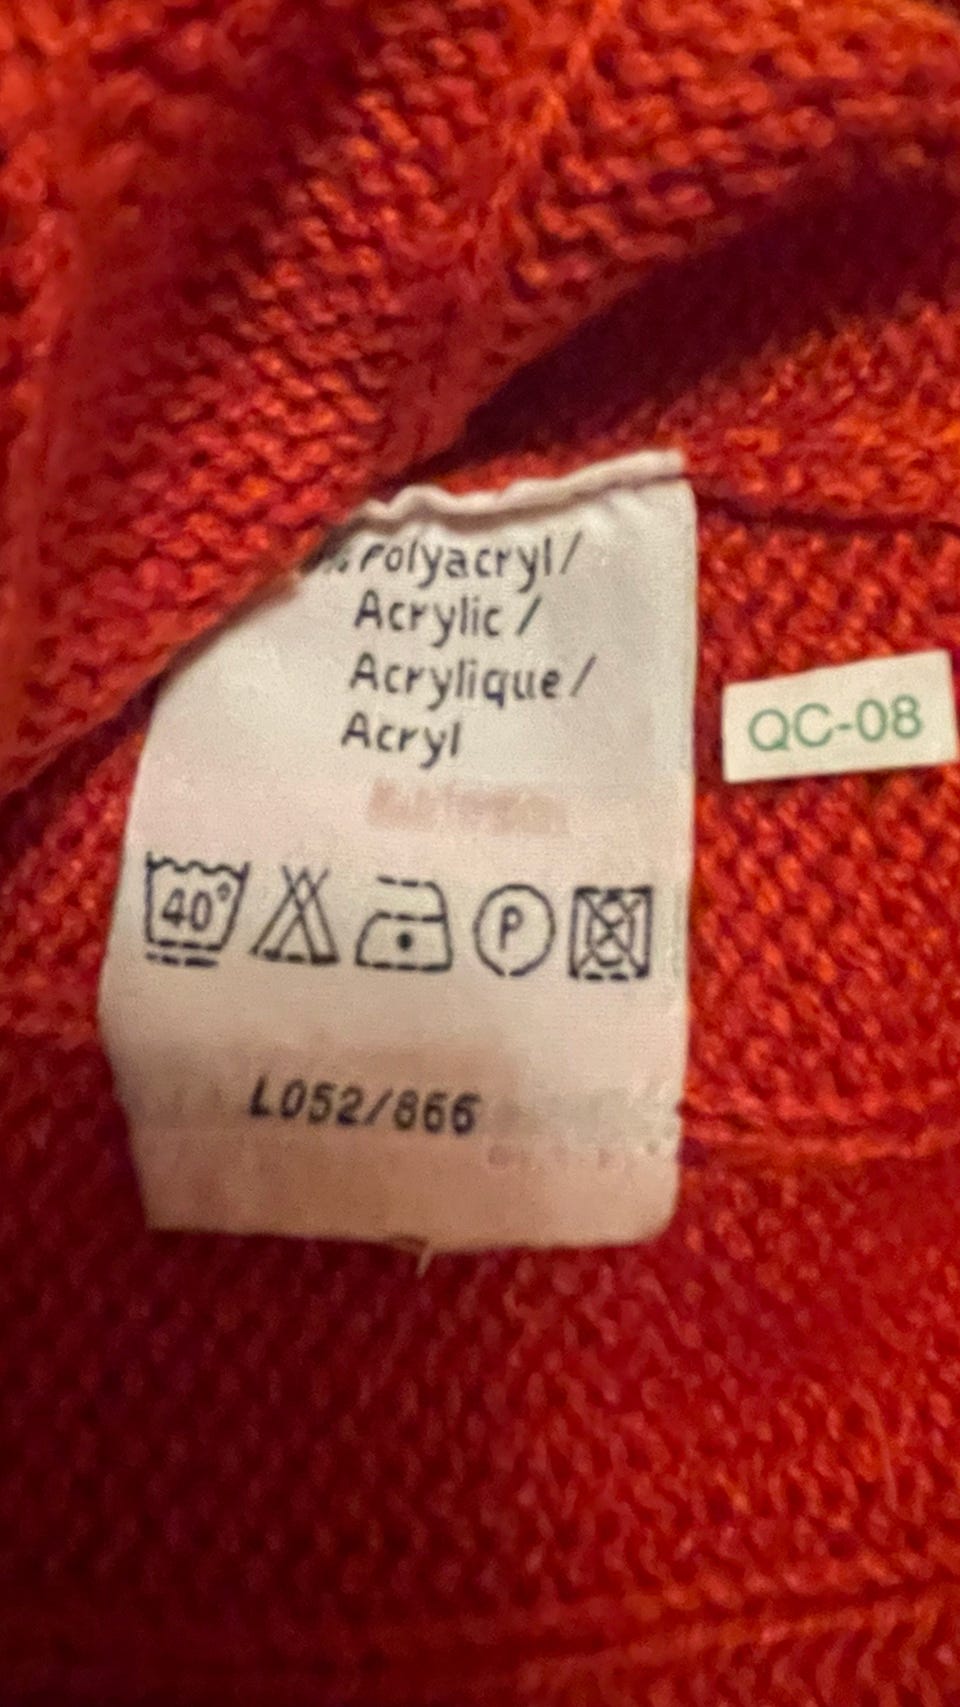 % Polyacryl/
Acrylic/
Acrylique/
Acryl
QC-08
40°
P
L052/866